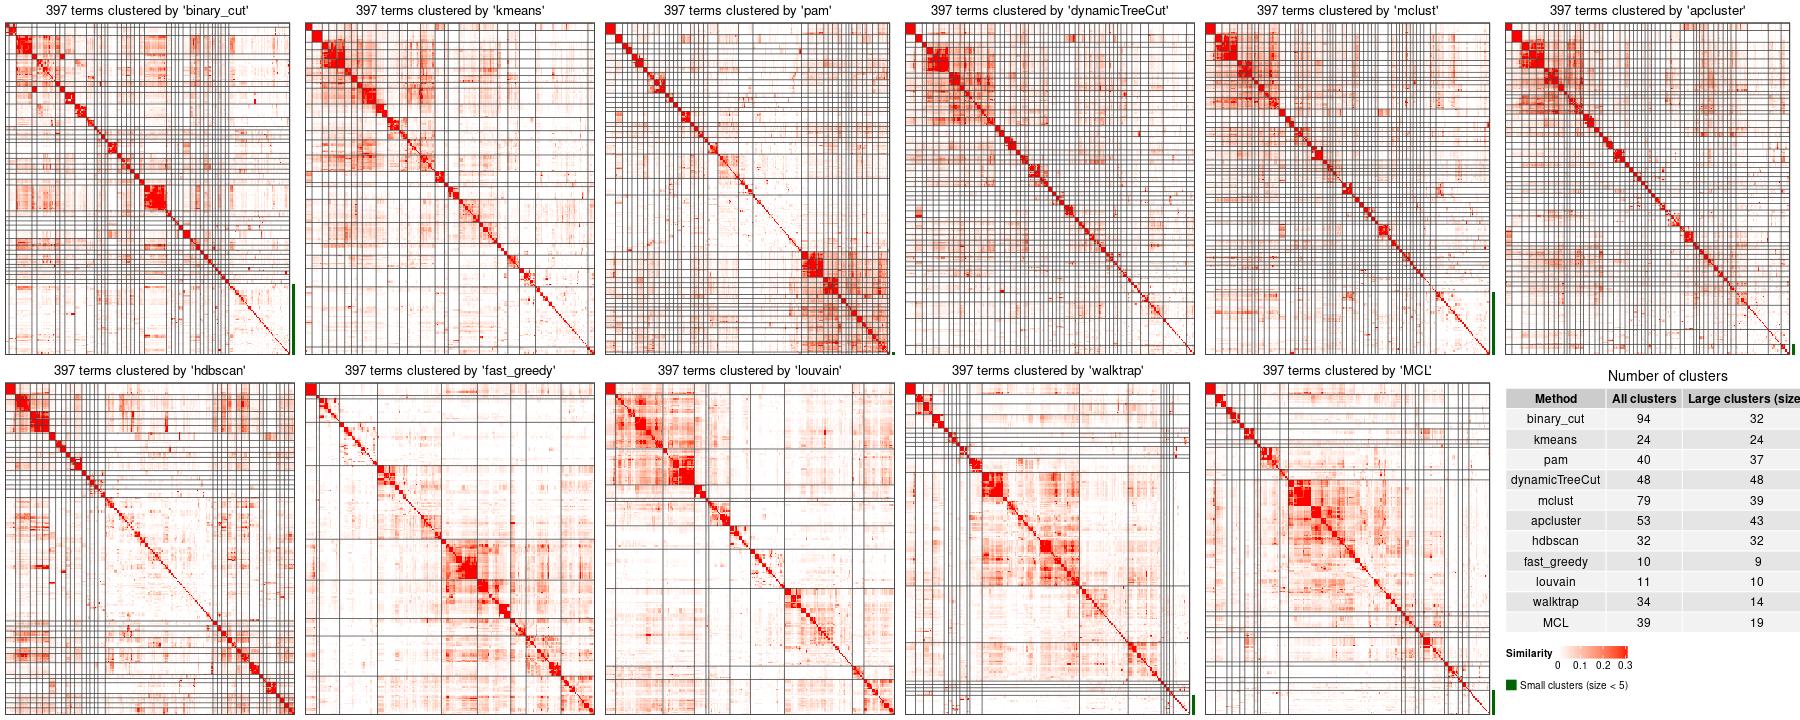 397 terms clustered by 'binary_cut'
397 terms clustered by 'kmeans'
397 terms clustered by 'pam'
397 terms clustered by 'dynamicTreeCut'
397 terms clustered by 'mclust'
397 terms clustered by 'apcluster'
397 terms clustered by 'hdbscan'
397 terms clustered by 'fast_greedy'
397 terms clustered by 'louvain'
397 terms clustered by 'walktrap'
397 terms clustered by 'MCL'
Number of clusters
Method All clusters Large clusters (size
binary_cut 94 32
kmeans 24 24
pam 40 37
dynamicTreeCut 48 48
mclust 79 39
apcluster 53 43
hdbscan 32 32
fast_greedy 10 9
louvain 11 10
walktrap 34 14
MCL 39 19
Similarity
0 0.1 0.2 0.3
Small clusters (size < 5)